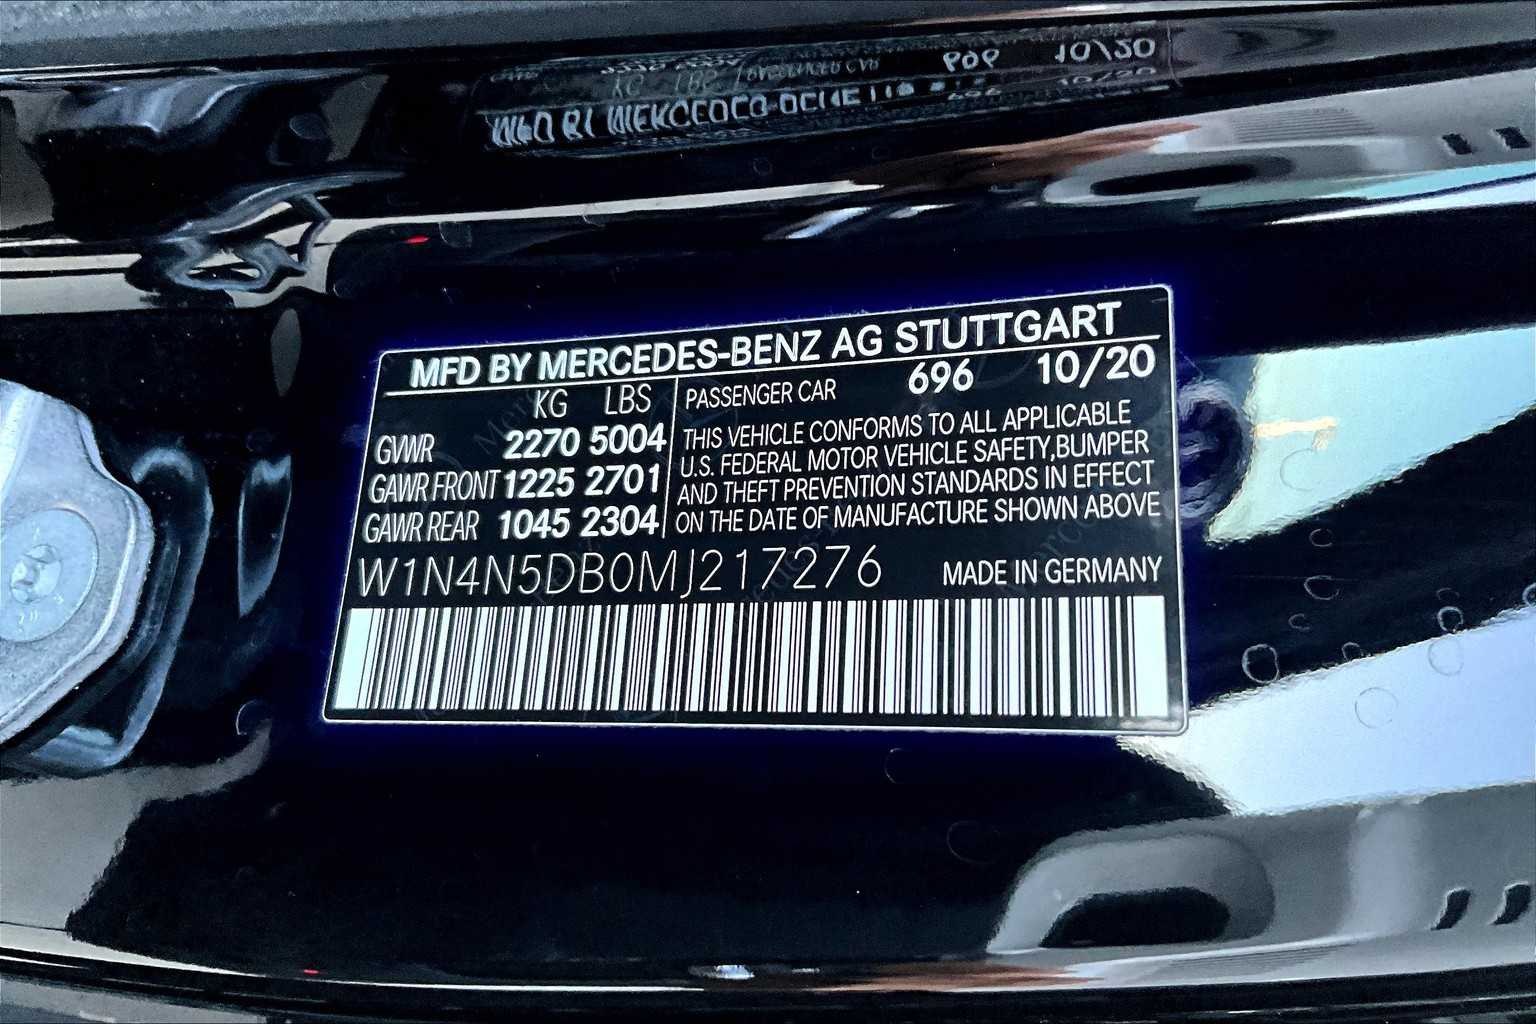 MFD BY MERCEDES-BENZ AG STUTTGART
KG LBS
GVWR 2270 5004
GAWR FRONT 1225 2701
GAWR REAR 1045 2304
PASSENGER CAR 696 10/20
THIS VEHICLE CONFORMS TO ALL APPLICABLE
U.S. FEDERAL MOTOR VEHICLE SAFETY,BUMPER
AND THEFT PREVENTION STANDARDS IN EFFECT
ON THE DATE OF MANUFACTURE SHOWN ABOVE
W1N4N5DB0MJ217276
MADE IN GERMANY